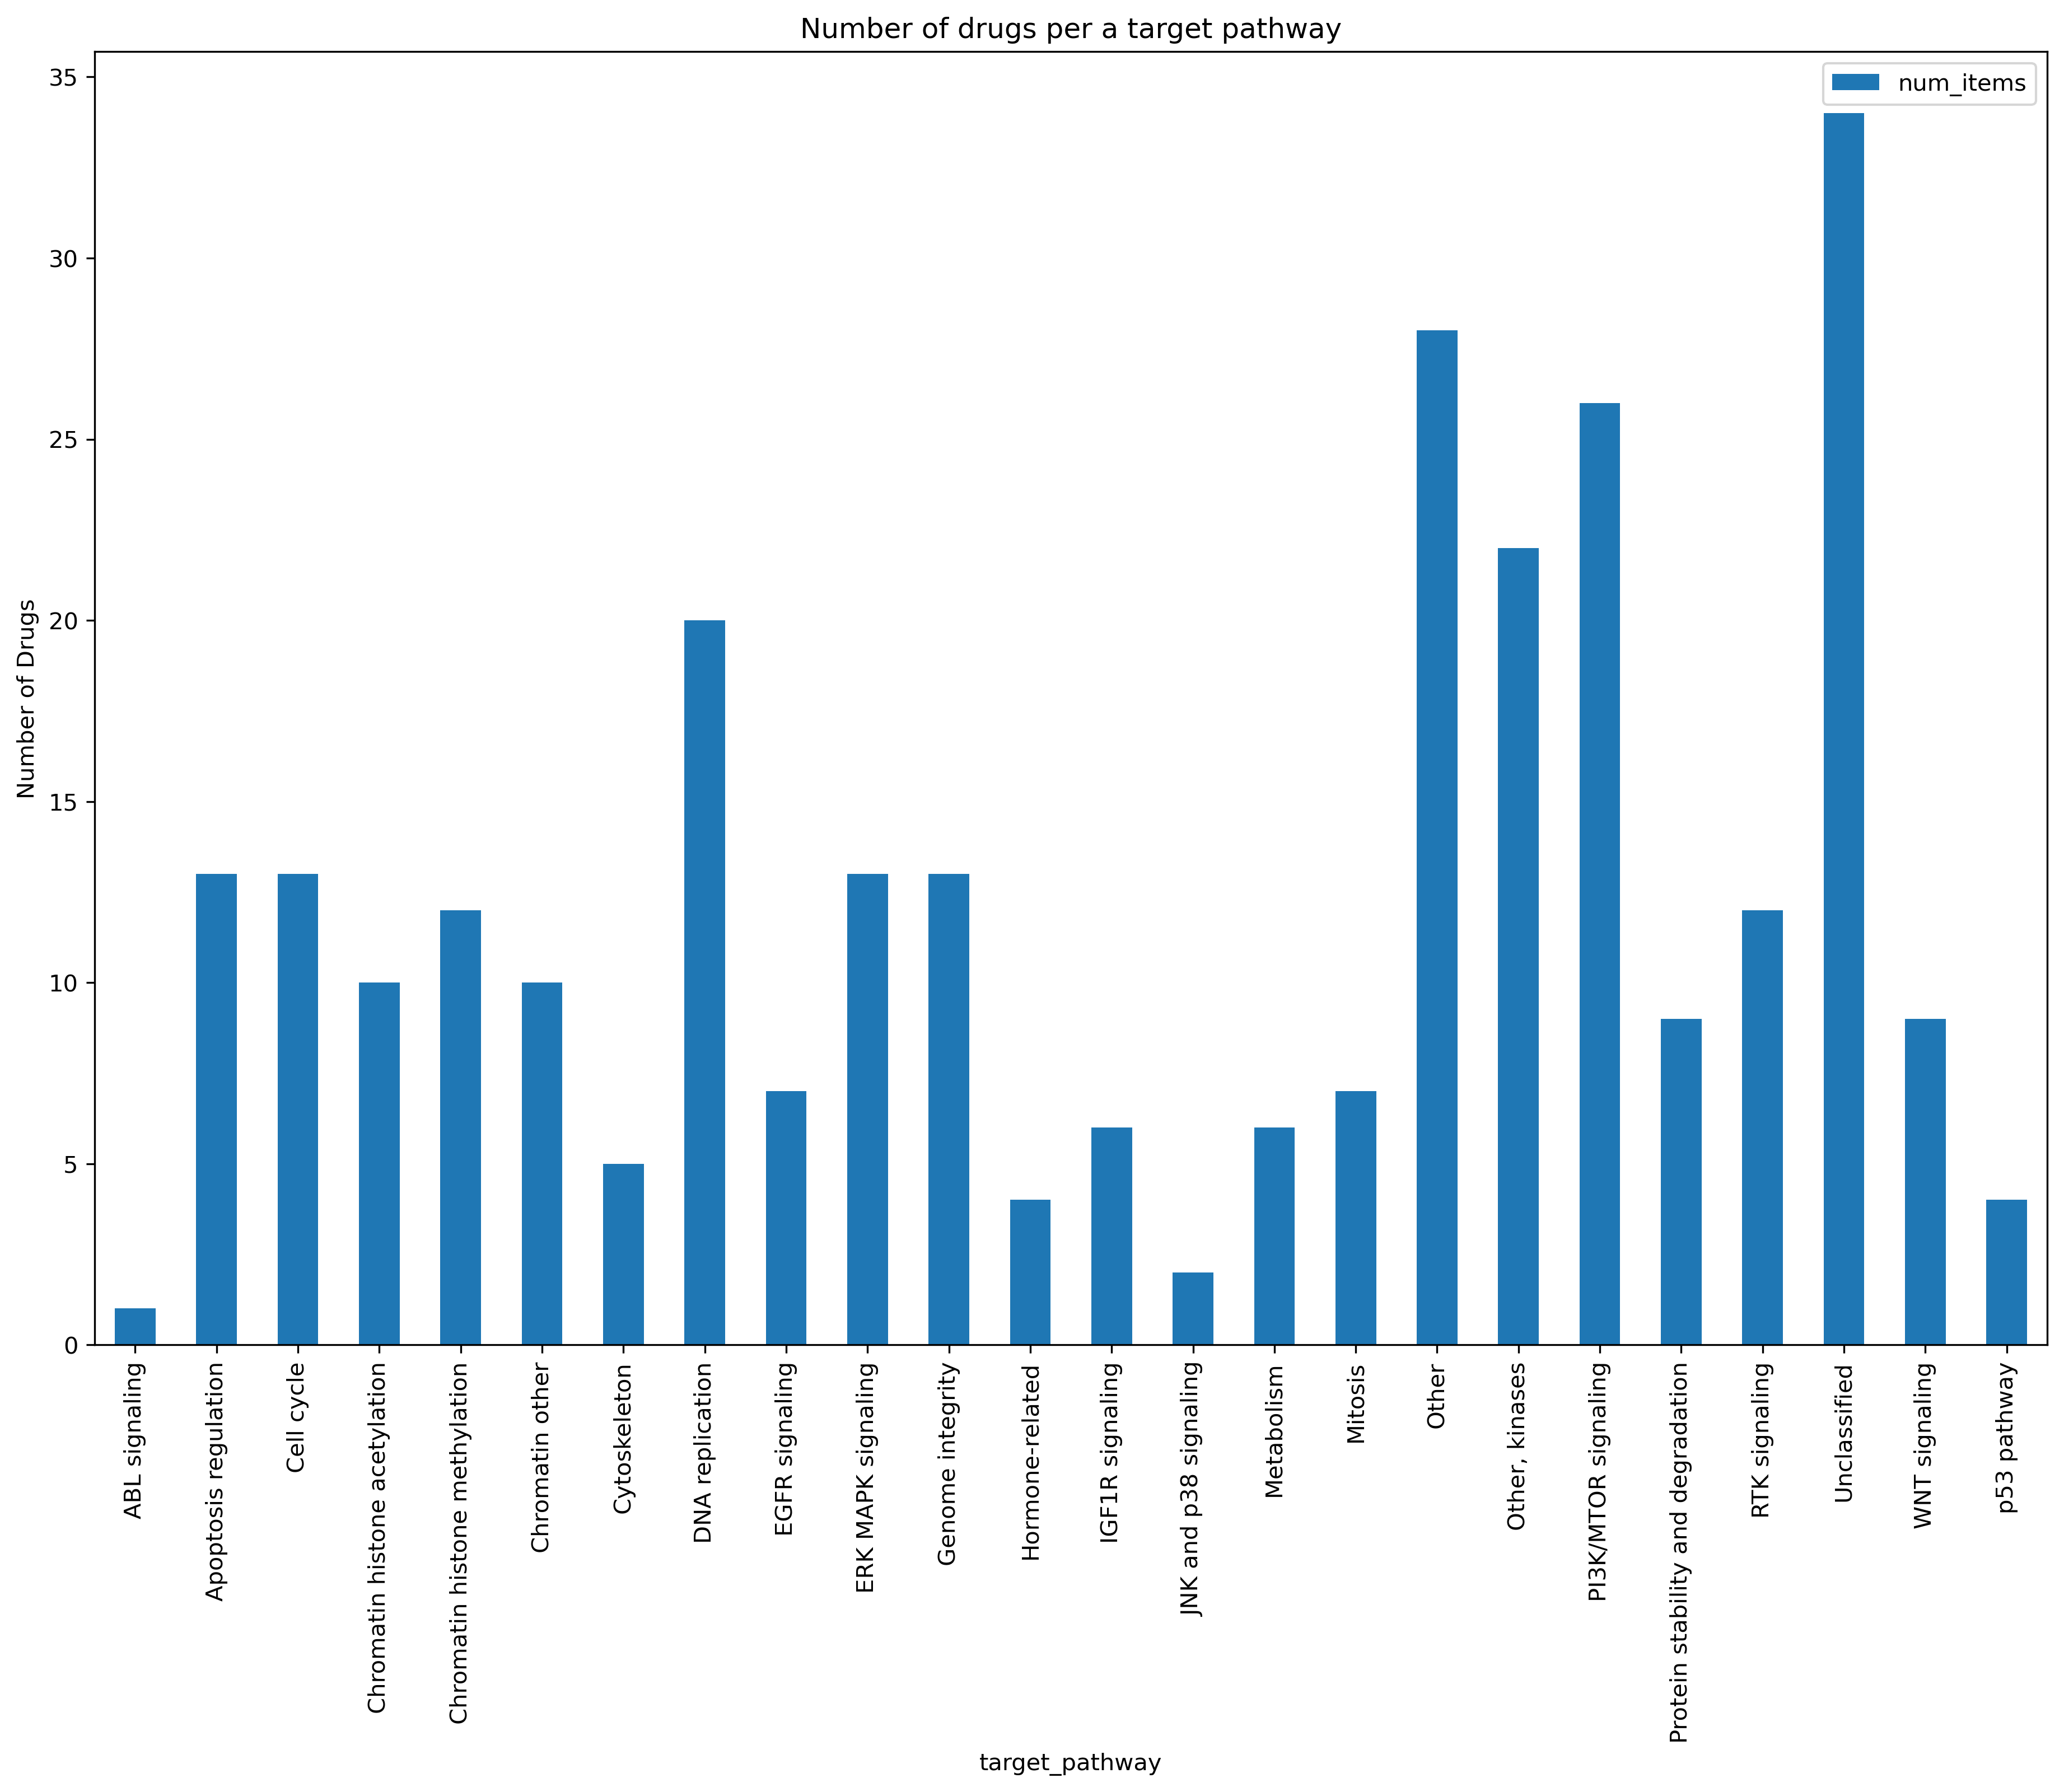 Number of drugs per a target pathway
num_items
Number of Drugs
35
30
25
20
15
10
5
0
ABL signaling
Apoptosis regulation
Cell cycle
Chromatin histone acetylation
Chromatin histone methylation
Chromatin other
Cytoskeleton
DNA replication
EGFR signaling
ERK MAPK signaling
Genome integrity
Hormone-related
IGF1R signaling
JNK and p38 signaling
Metabolism
Mitosis
Other
Other, kinases
PI3K/MTOR signaling
Protein stability and degradation
RTK signaling
Unclassified
WNT signaling
p53 pathway
target_pathway